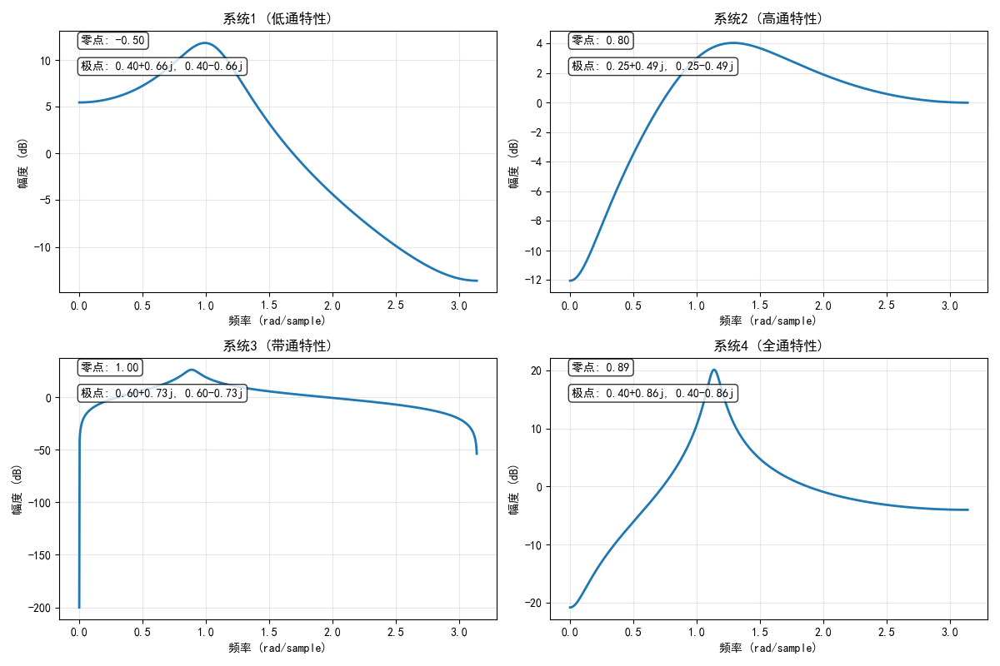 系统1 (低通特性)
零点: -0.50
极点: 0.40+0.66j, 0.40-0.66j
10
5
0
-5
-10
幅度 (dB)
0.0 0.5 1.0 1.5 2.0 2.5 3.0
频率 (rad/sample)
系统2 (高通特性)
零点: 0.80
极点: 0.25+0.49j, 0.25-0.49j
4
2
0
-2
-4
-6
-8
-10
-12
幅度 (dB)
0.0 0.5 1.0 1.5 2.0 2.5 3.0
频率 (rad/sample)
系统3 (带通特性)
零点: 1.00
极点: 0.60+0.73j, 0.60-0.73j
0
-50
-100
-150
-200
幅度 (dB)
0.0 0.5 1.0 1.5 2.0 2.5 3.0
频率 (rad/sample)
系统4 (全通特性)
零点: 0.89
极点: 0.40+0.86j, 0.40-0.86j
20
10
0
-10
-20
幅度 (dB)
0.0 0.5 1.0 1.5 2.0 2.5 3.0
频率 (rad/sample)